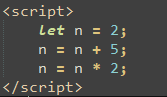 <script>
    let n = 2;
    n = n + 5;
    n = n * 2;
</script>